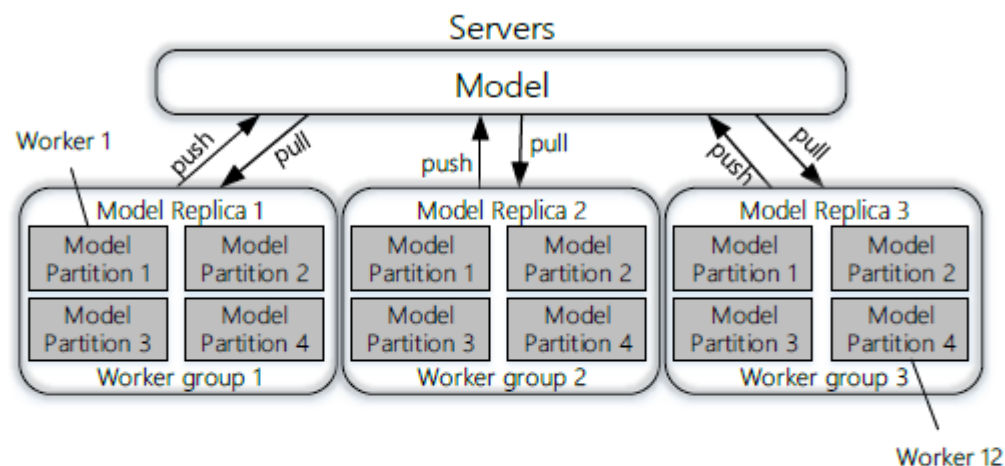 Servers
Model
Worker 1
push
pull
push
pull
push
pull
Model Replica 1
Model
Partition 1
Model
Partition 2
Model
Partition 3
Model
Partition 4
Worker group 1
Model Replica 2
Model
Partition 1
Model
Partition 2
Model
Partition 3
Model
Partition 4
Worker group 2
Model Replica 3
Model
Partition 1
Model
Partition 2
Model
Partition 3
Model
Partition 4
Worker group 3
Worker 12